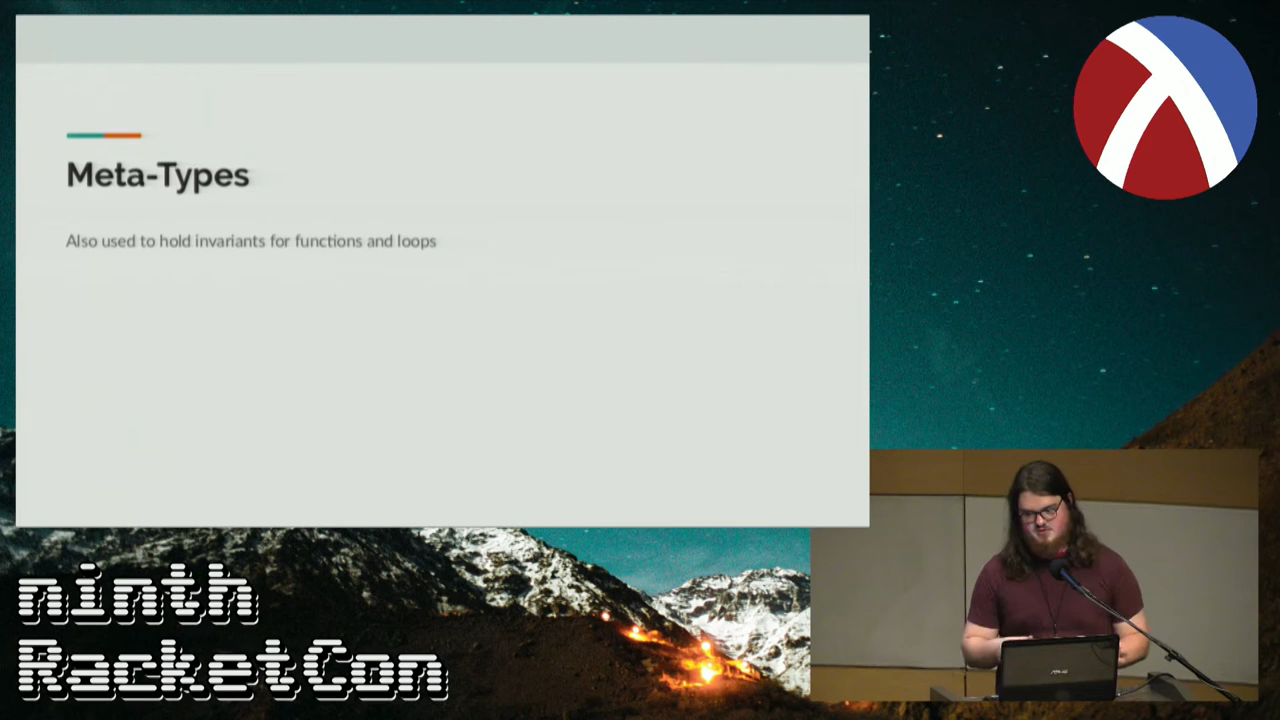 Meta-Types
Also used to hold invariants for functions and loops
ninth
RacketCon